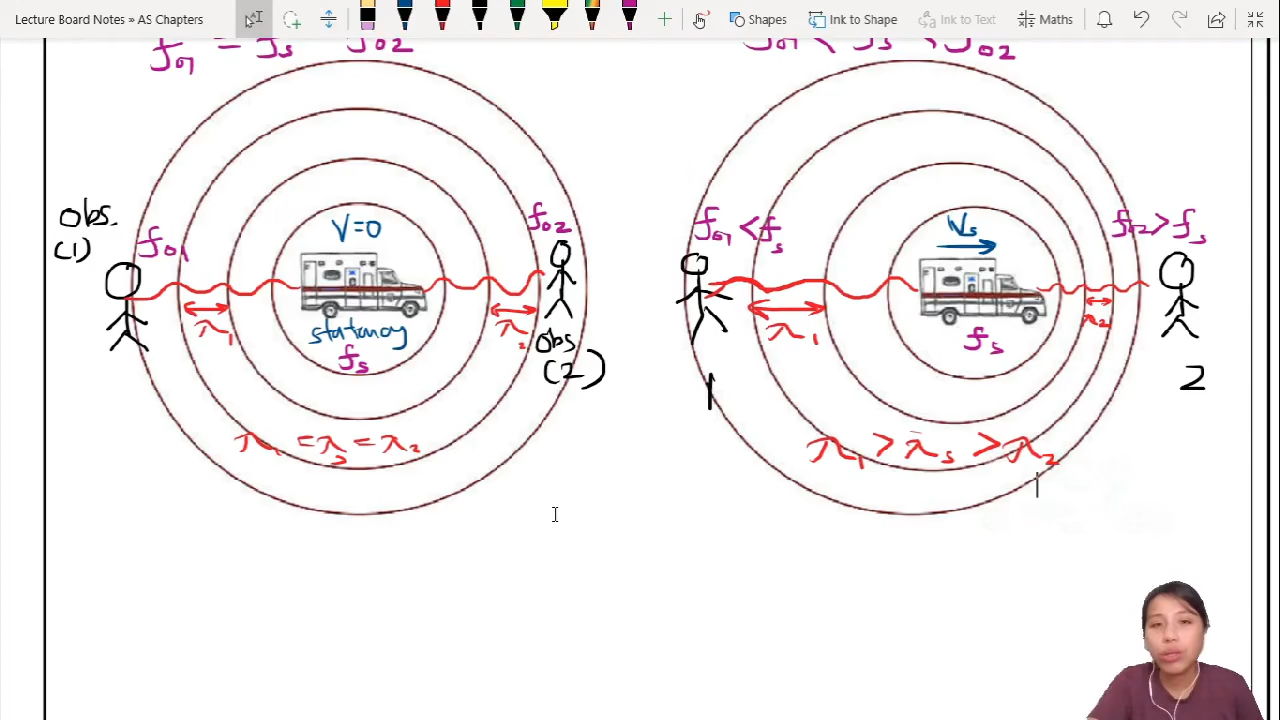 Lecture Board Notes » AS Chapters
Shapes
Ink to Shape
Ink to Text
Maths
fo1 = fs = fo2
fo1 < fs < fo2
Obs.
(1)
fo1
V=0
fo2
stationary
fs
λ1
λ2
Obs
(2)
λ1 = λs = λ2
fo1 < fs
Vs
fo2 > fs
fs
λ1
λ2
1
2
λ1 > λs > λ2